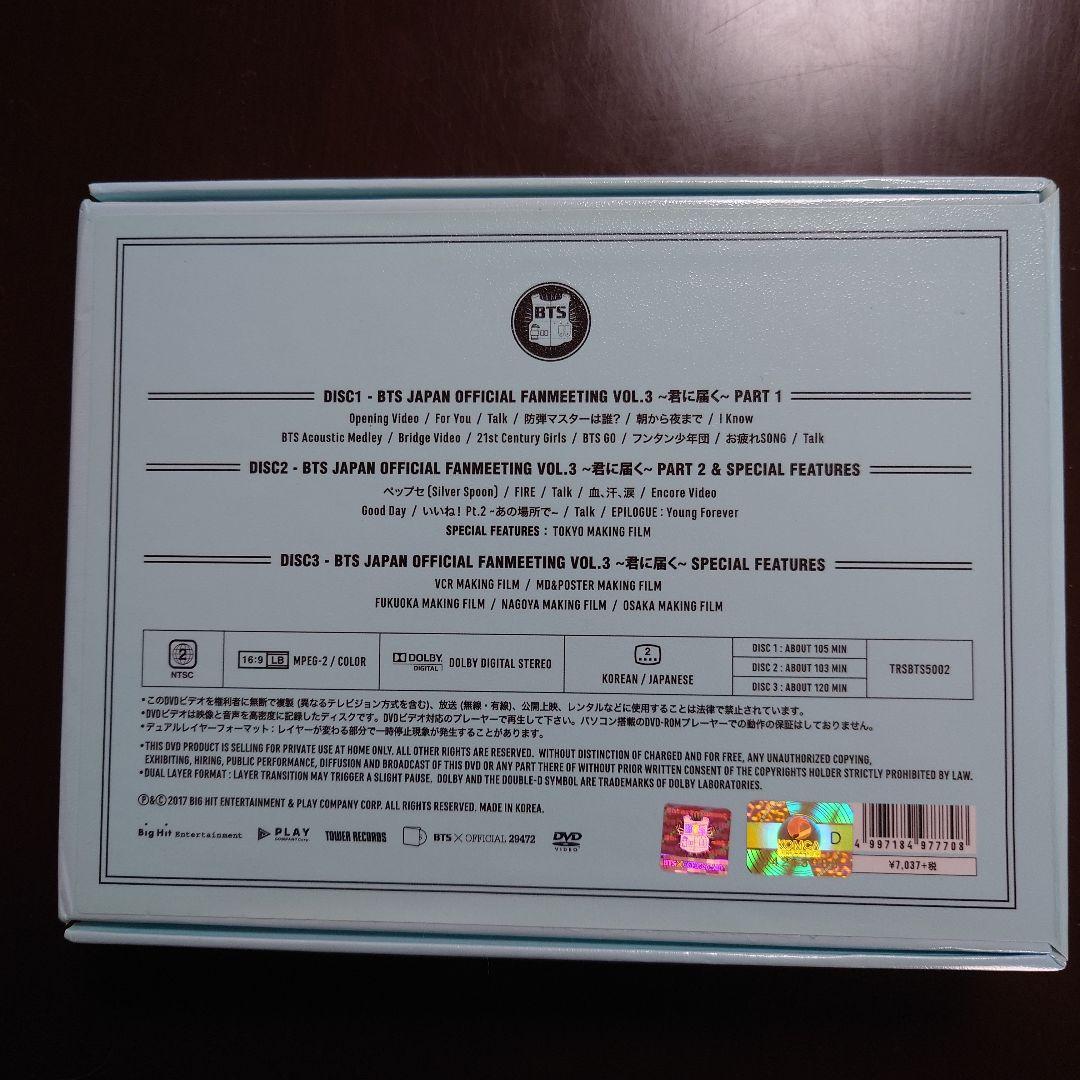 BTS
DISC1 - BTS JAPAN OFFICIAL FANMEETING VOL.3 ~君に届く~ PART 1
Opening Video / For You / Talk / 防弾マスターは誰? / 朝から夜まで / I Know
BTS Acoustic Medley / Bridge Video / 21st Century Girls / BTS GO / フンタン少年団 / お疲れSONG / Talk
DISC2 - BTS JAPAN OFFICIAL FANMEETING VOL.3 ~君に届く~ PART 2 & SPECIAL FEATURES
ペップセ (Silver Spoon) / FIRE / Talk / 血、汗、涙 / Encore Video
Good Day / いいね! Pt.2 ~あの場所で~ / Talk / EPILOGUE : Young Forever
SPECIAL FEATURES : TOKYO MAKING FILM
DISC3 - BTS JAPAN OFFICIAL FANMEETING VOL.3 ~君に届く~ SPECIAL FEATURES
VCR MAKING FILM / MD&POSTER MAKING FILM
FUKUOKA MAKING FILM / NAGOYA MAKING FILM / OSAKA MAKING FILM
2 NTSC
16:9 LB MPEG-2 / COLOR
DOLBY DIGITAL DOLBY DIGITAL STEREO
2 KOREAN / JAPANESE
DISC 1 : ABOUT 105 MIN
DISC 2 : ABOUT 103 MIN
DISC 3 : ABOUT 120 MIN
TRSBTS5002
•このDVDビデオを権利者に無断で複製 (異なるテレビジョン方式を含む)、放送 (無線・有線)、公開上映、レンタルなどに使用することは法律で禁止されています。
•DVDビデオは映像と音声を高密度に記録したディスクです。DVDビデオ対応のプレーヤーで再生して下さい。パソコン搭載のDVD-ROMプレーヤーでの動作の保証はしておりません。
•デュアルレイヤーフォーマット : レイヤーが変わる部分で一時停止現象が発生することがあります。
•THIS DVD PRODUCT IS SELLING FOR PRIVATE USE AT HOME ONLY. ALL OTHER RIGHTS ARE RESERVED. WITHOUT DISTINCTION OF CHARGED AND FOR FREE, ANY UNAUTHORIZED COPYING,
EXHIBITING, HIRING, PUBLIC PERFORMANCE, DIFFUSION AND BROADCAST OF THIS DVD OR ANY PART THERE OF WITHOUT PRIOR WRITTEN CONSENT OF THE COPYRIGHTS HOLDER STRICTLY PROHIBITED BY LAW.
•DUAL LAYER FORMAT : LAYER TRANSITION MAY TRIGGER A SLIGHT PAUSE. DOLBY AND THE DOUBLE-D SYMBOL ARE TRADEMARKS OF DOLBY LABORATORIES.
Ⓟ&Ⓒ 2017 BIG HIT ENTERTAINMENT & PLAY COMPANY CORP. ALL RIGHTS RESERVED. MADE IN KOREA.
Big Hit Entertainment PLAY COMPANY Corp. TOWER RECORDS BTS X OFFICIAL 29472 DVD VIDEO
KOMCA D
4 997184 977708
¥7,037+税